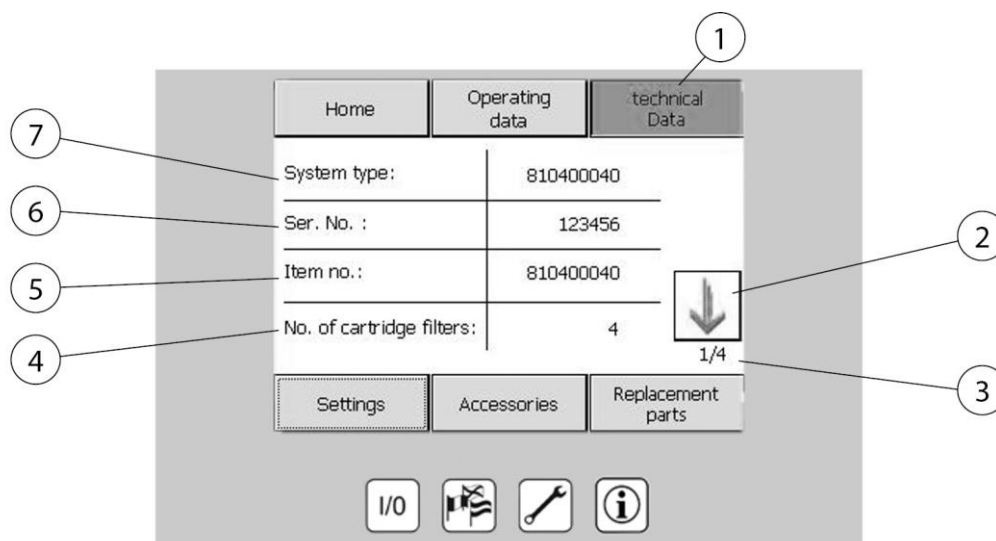 1
Home
Operating
data
technical
Data
7
System type: 810400040
6
Ser. No. : 123456
2
5
Item no.: 810400040
4
No. of cartridge filters: 4
1/4
3
Settings
Accessories
Replacement
parts
I/0
i